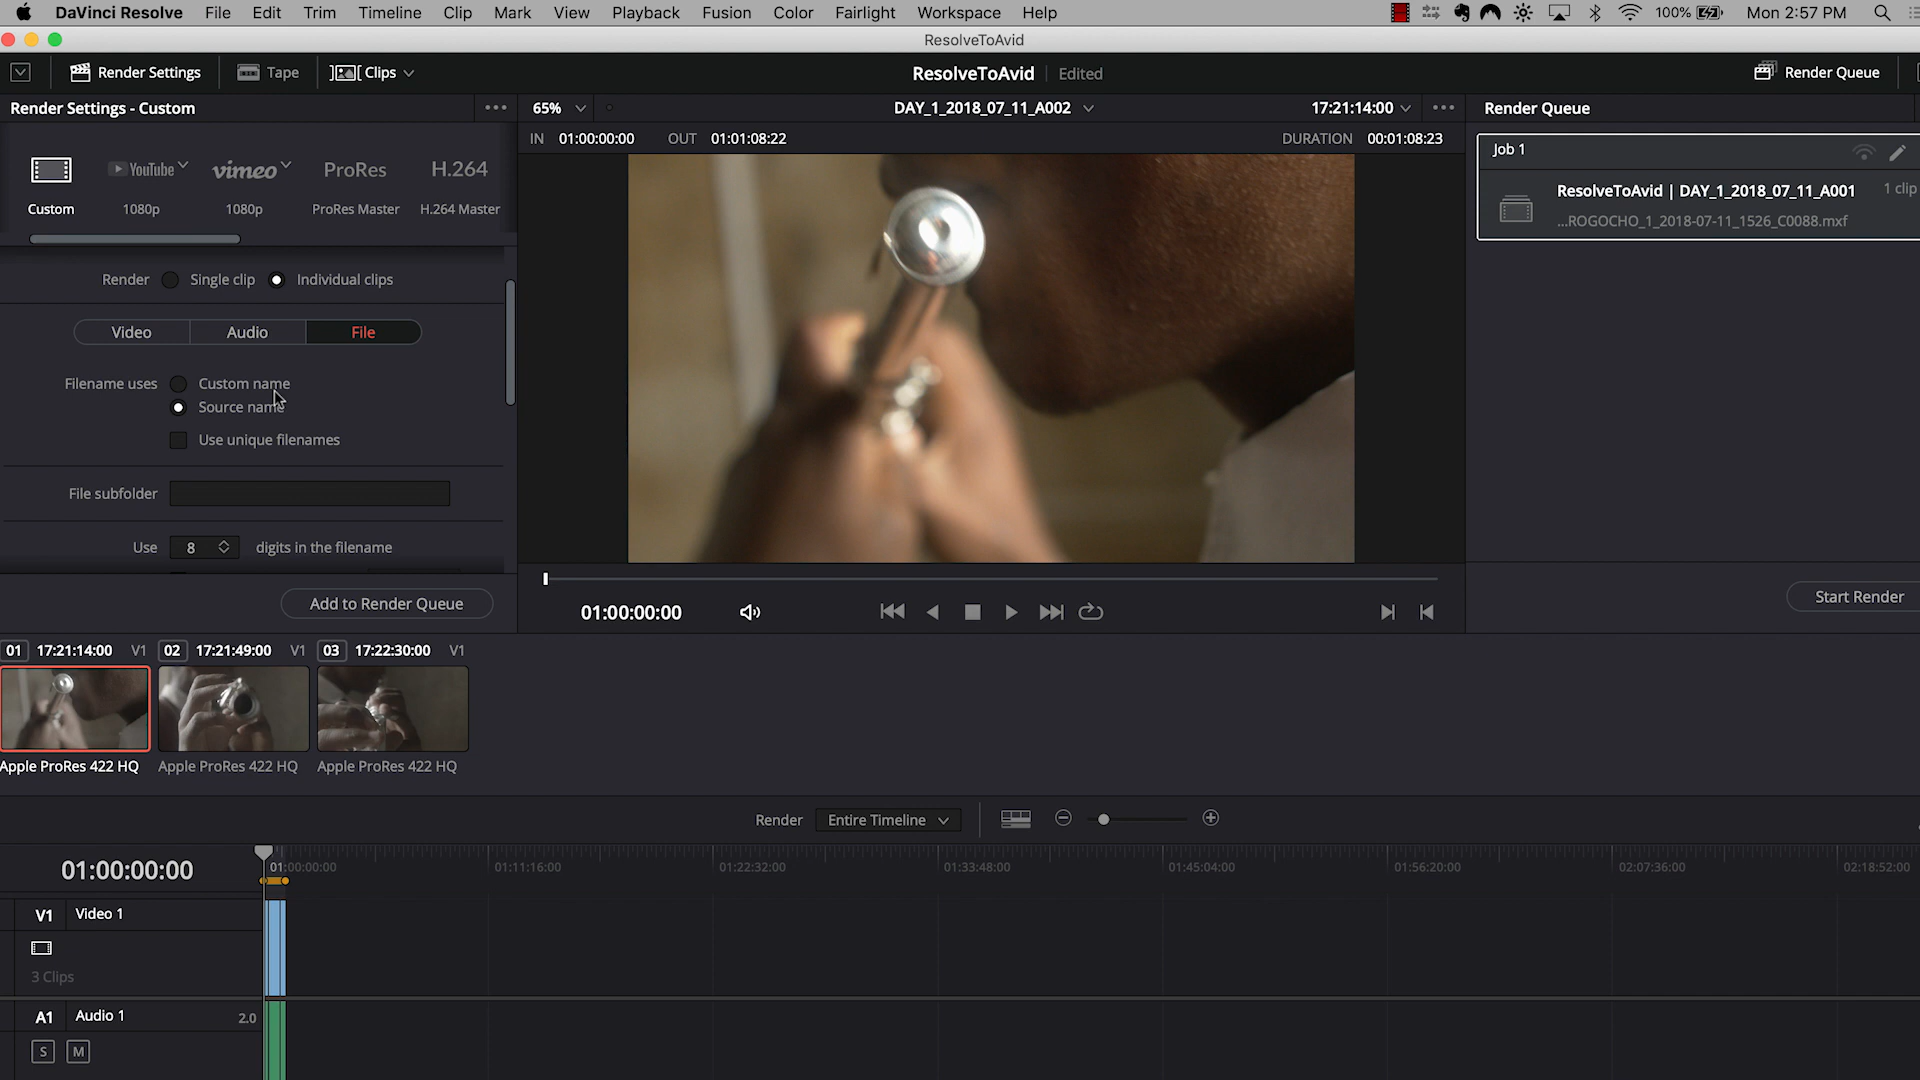 DaVinci Resolve File Edit Trim Timeline Clip Mark View Playback Fusion Color Fairlight Workspace Help 100% Mon 2:57 PM
ResolveToAvid
Render Settings Tape Clips ResolveToAvid Edited Render Queue
Render Settings - Custom 65% DAY_1_2018_07_11_A002 17:21:14:00 Render Queue
IN 01:00:00:00 OUT 01:01:08:22 DURATION 00:01:08:23
Job 1
YouTube vimeo ProRes H.264
ResolveToAvid | DAY_1_2018_07_11_A001 1 clip
Custom 1080p 1080p ProRes Master H.264 Master
...ROGOCHO_1_2018-07-11_1526_C0088.mxf
Render Single clip Individual clips
Video Audio File
Filename uses Custom name
Source name
Use unique filenames
File subfolder
Use 8 digits in the filename
Add to Render Queue
Start Render
01:00:00:00
01 17:21:14:00 V1 02 17:21:49:00 V1 03 17:22:30:00 V1
Apple ProRes 422 HQ Apple ProRes 422 HQ Apple ProRes 422 HQ
Render Entire Timeline
01:00:00:00 01:00:00:00 01:11:16:00 01:22:32:00 01:33:48:00 01:45:04:00 01:56:20:00 02:07:36:00 02:18:52:00
V1 Video 1
3 Clips
A1 Audio 1 2.0
S M